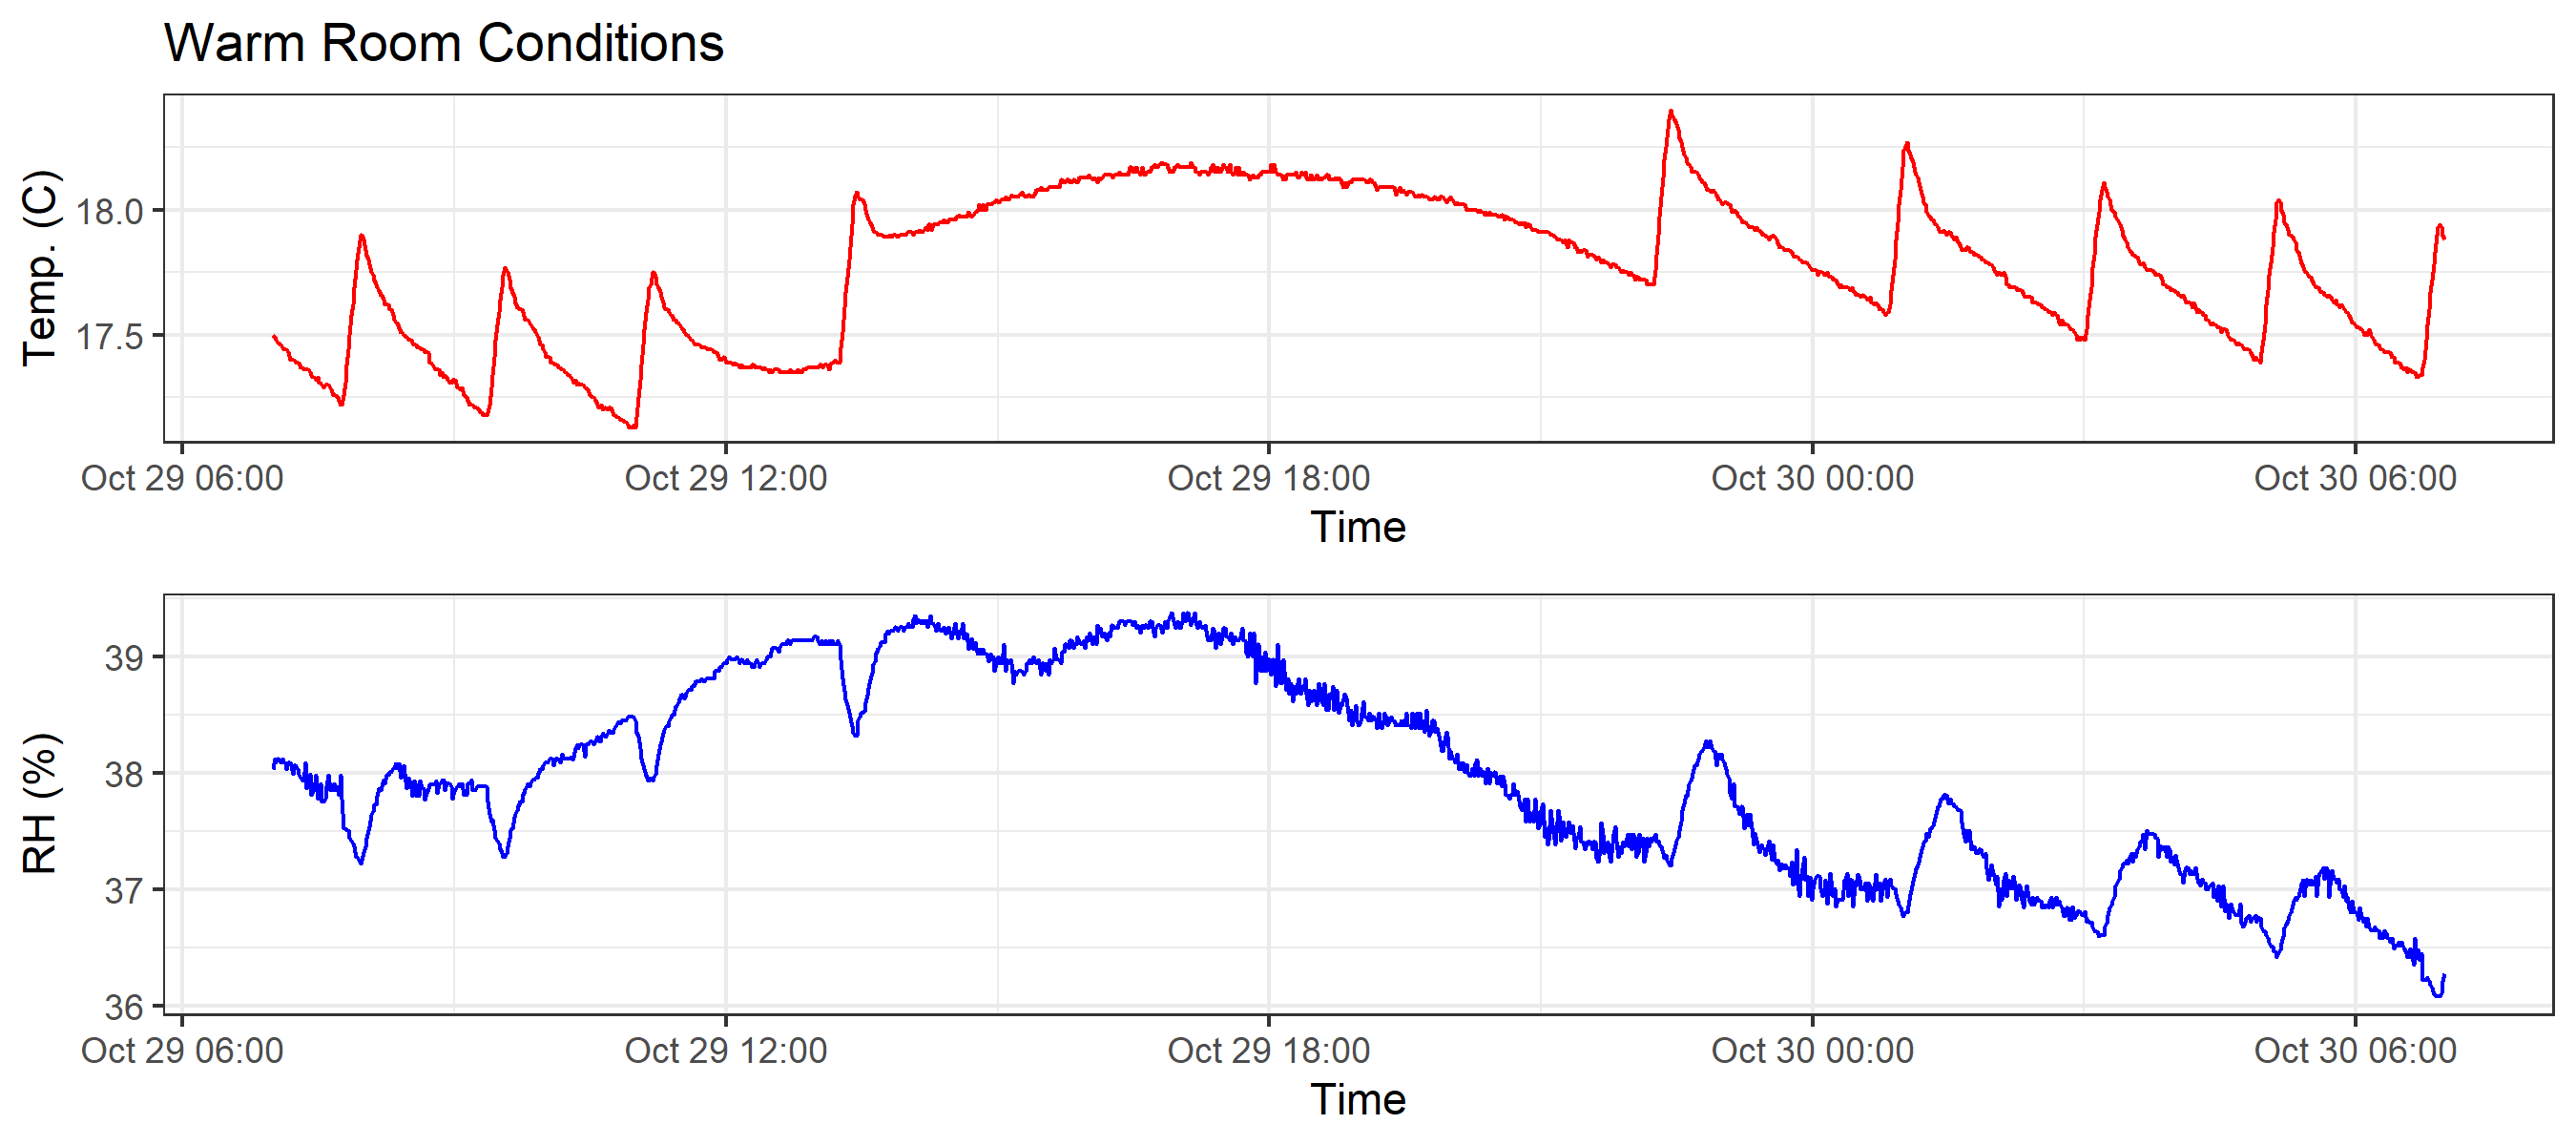 Warm Room Conditions
Temp. (C)
18.0
17.5
Oct 29 06:00 Oct 29 12:00 Oct 29 18:00 Oct 30 00:00 Oct 30 06:00
Time
RH (%)
39
38
37
36
Oct 29 06:00 Oct 29 12:00 Oct 29 18:00 Oct 30 00:00 Oct 30 06:00
Time